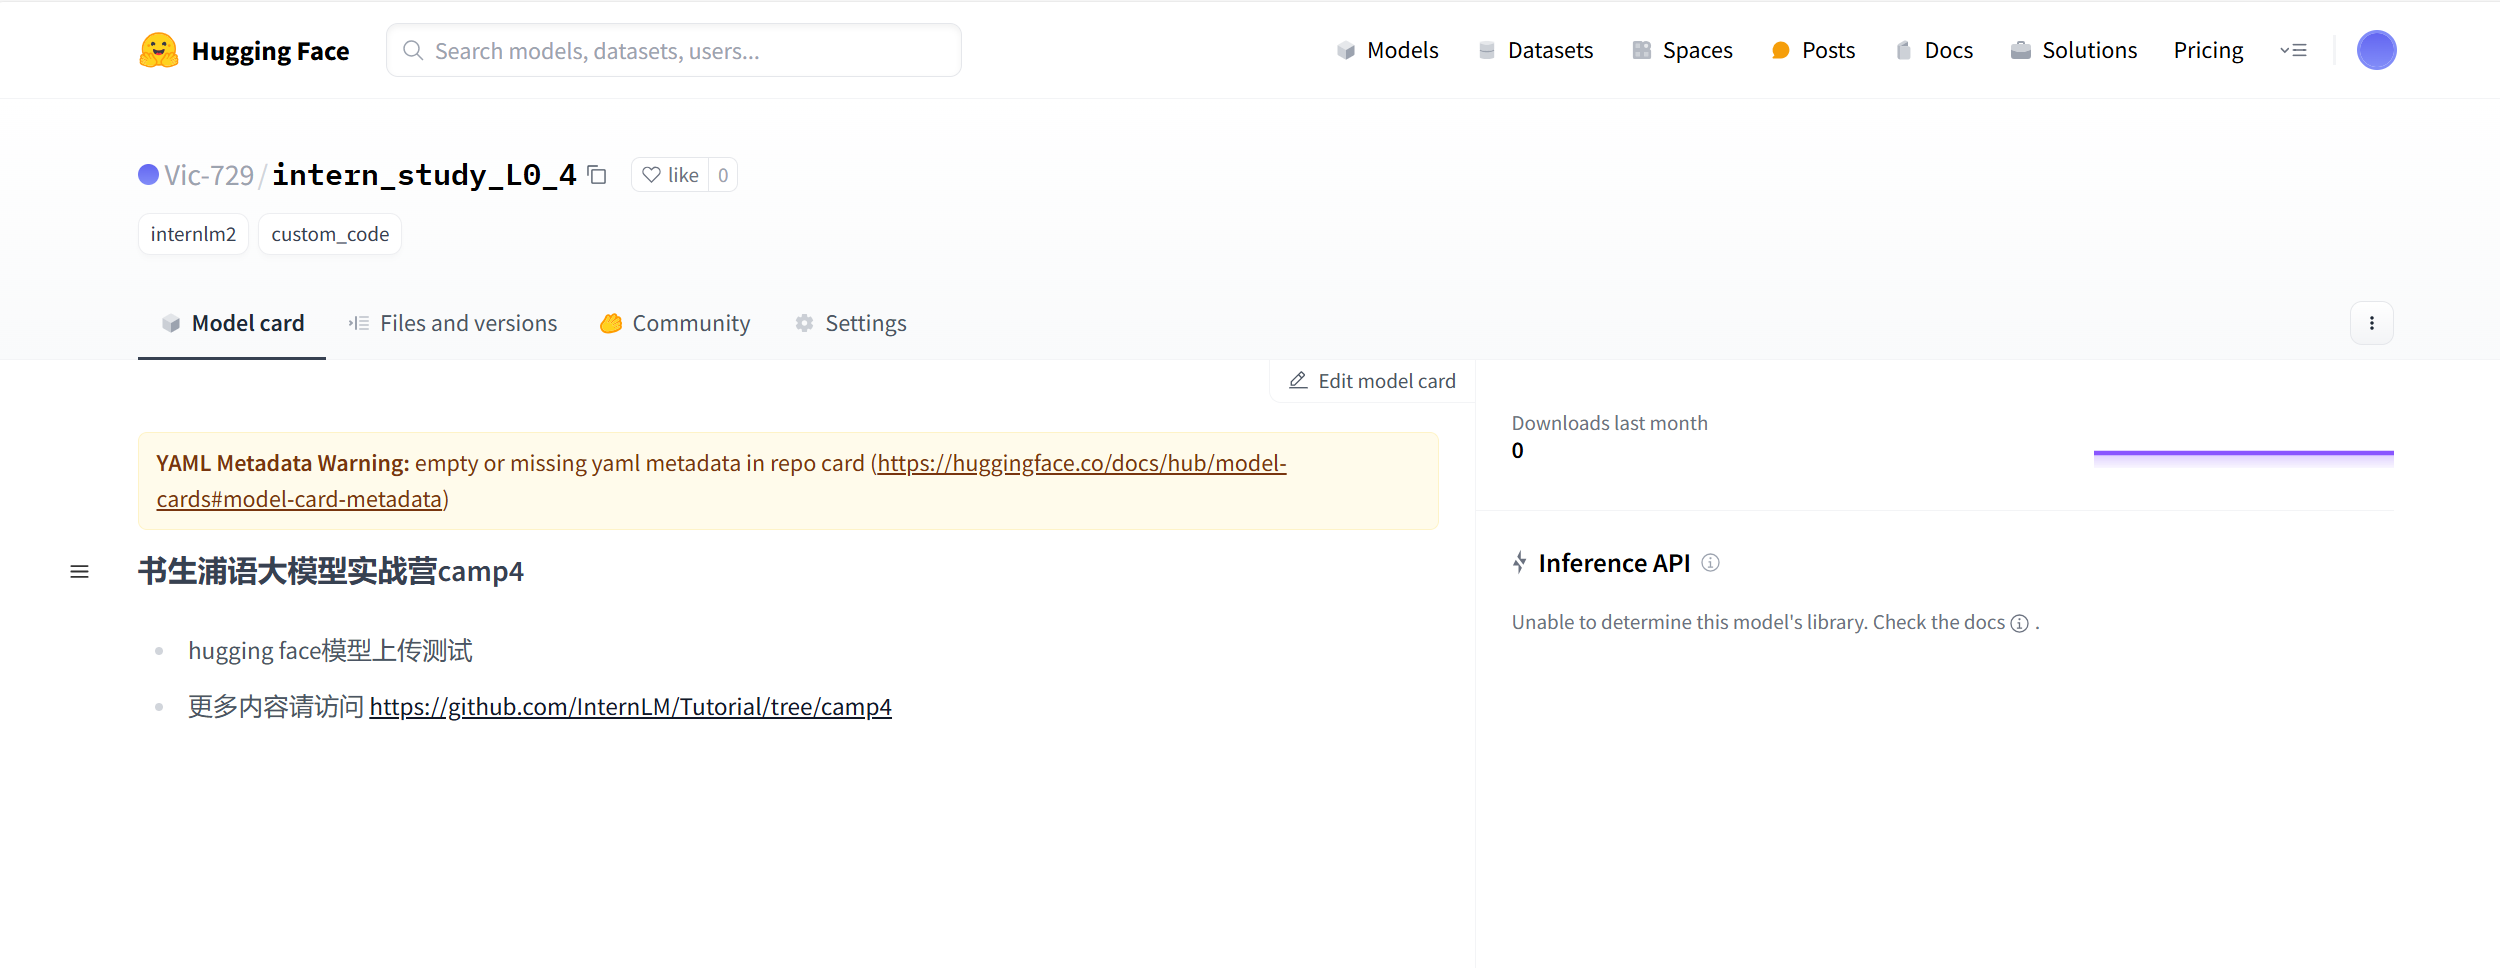 Hugging Face
Search models, datasets, users...
Models
Datasets
Spaces
Posts
Docs
Solutions
Pricing
Vic-729/intern_study_L0_4
like 0
internlm2
custom_code
Model card
Files and versions
Community
Settings
Edit model card
YAML Metadata Warning: empty or missing yaml metadata in repo card (https://huggingface.co/docs/hub/model-
cards#model-card-metadata)
书生浦语大模型实战营camp4
hugging face模型上传测试
更多内容请访问 https://github.com/InternLM/Tutorial/tree/camp4
Downloads last month
0
Inference API
Unable to determine this model's library. Check the docs .